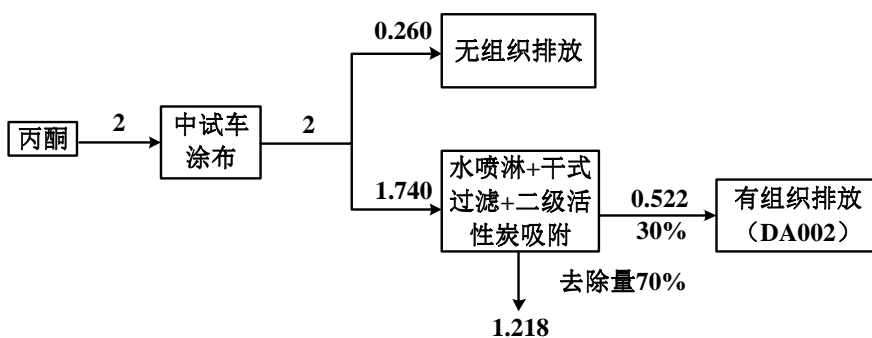 0.260
无组织排放
丙酮
2
中试车
涂布
2
1.740
水喷淋+干式
过滤+二级活
性炭吸附
0.522
30%
有组织排放
（DA002）
去除量70%
1.218